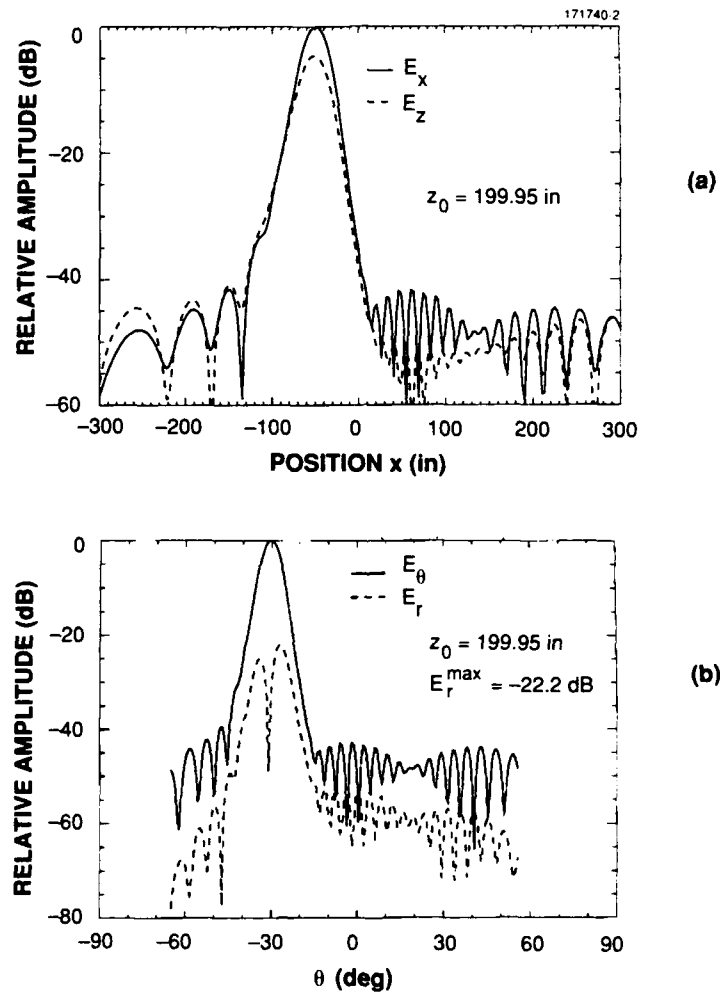 171740-2
0
−20
−40
−60
RELATIVE AMPLITUDE (dB)
E_x
E_z
z_0 = 199.95 in
(a)
−300 −200 −100 0 100 200 300
POSITION x (in)
0
−20
−40
−60
−80
RELATIVE AMPLITUDE (dB)
E_θ
E_r
z_0 = 199.95 in
E_r^max = −22.2 dB
(b)
−90 −60 −30 0 30 60 90
θ (deg)